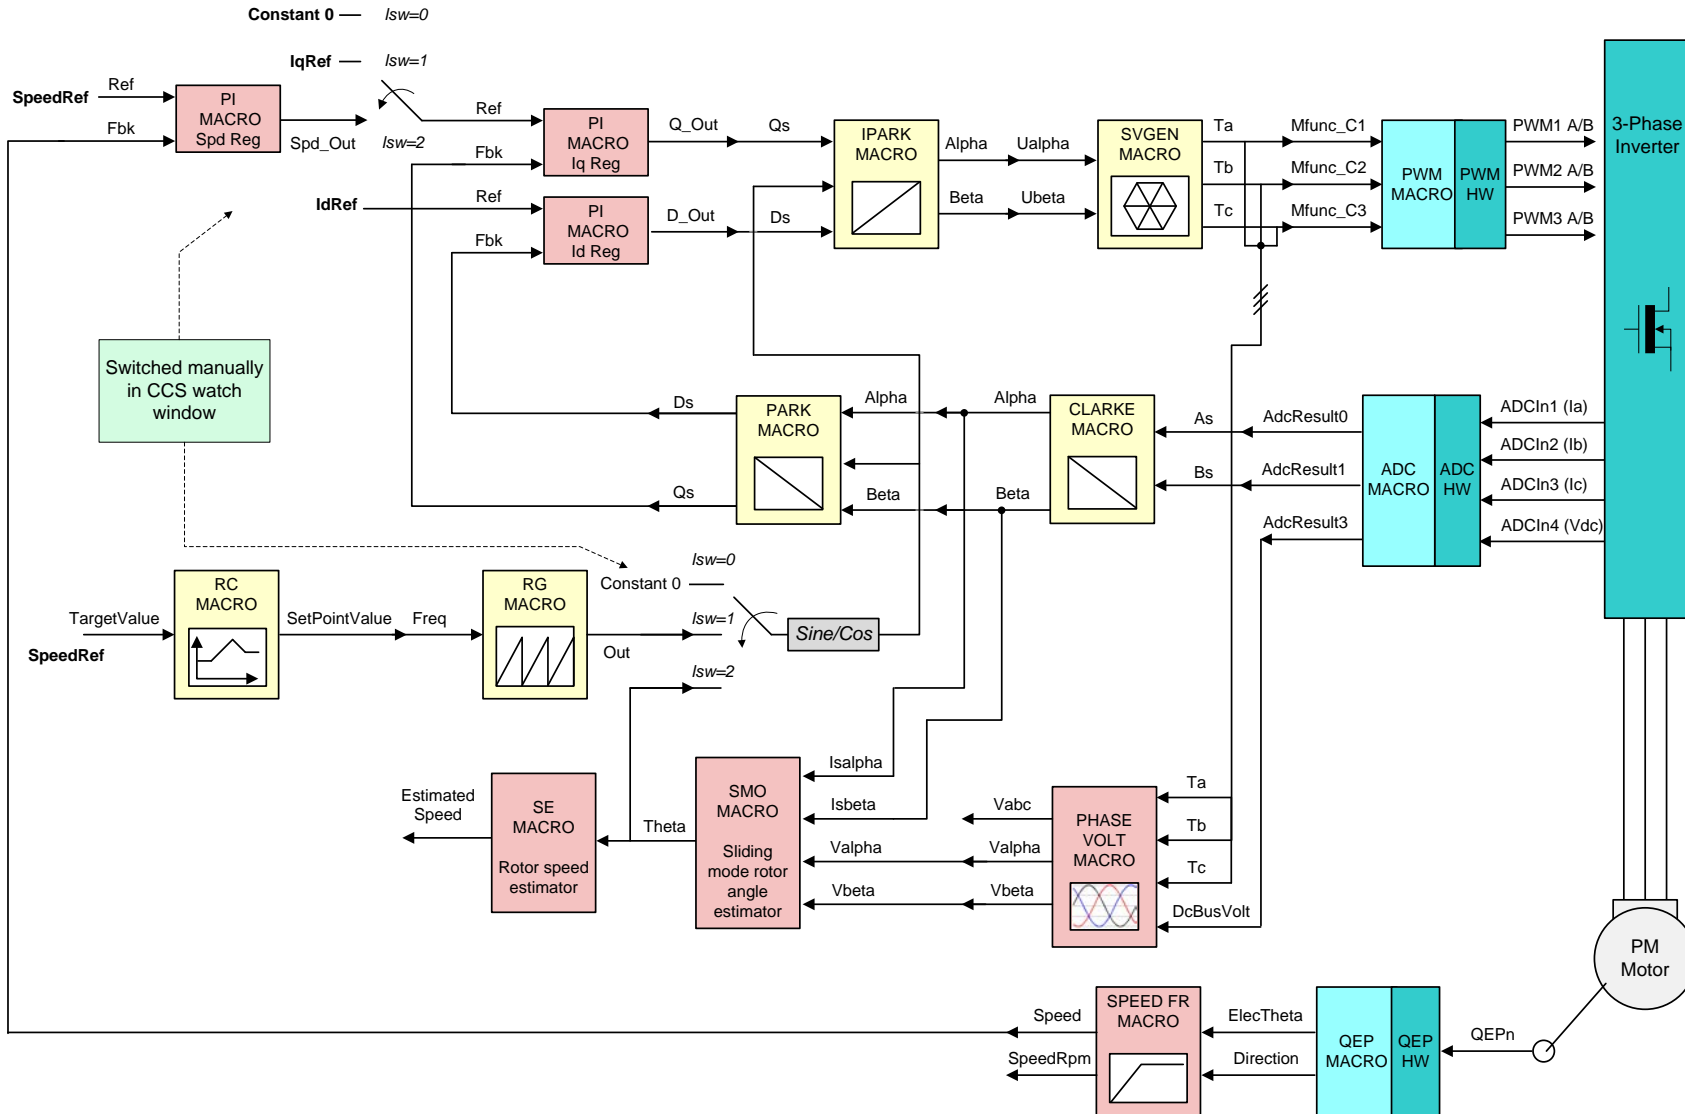 Constant 0
lsw=0
IqRef
lsw=1
SpeedRef
Ref
Fbk
PI
MACRO
Spd Reg
Spd_Out
lsw=2
Ref
Fbk
PI
MACRO
Iq Reg
Q_Out
Qs
IdRef
Ref
Fbk
PI
MACRO
Id Reg
D_Out
Ds
IPARK
MACRO
Alpha
Ualpha
Beta
Ubeta
SVGEN
MACRO
Ta
Tb
Tc
Mfunc_C1
Mfunc_C2
Mfunc_C3
PWM
MACRO
PWM
HW
PWM1 A/B
PWM2 A/B
PWM3 A/B
3-Phase
Inverter
Switched manually
in CCS watch
window
Ds
Qs
PARK
MACRO
Alpha
Beta
Alpha
Beta
CLARKE
MACRO
As
Bs
AdcResult0
AdcResult1
AdcResult3
ADC
MACRO
ADC
HW
ADCIn1 (Ia)
ADCIn2 (Ib)
ADCIn3 (Ic)
ADCIn4 (Vdc)
TargetValue
SpeedRef
RC
MACRO
SetPointValue
Freq
RG
MACRO
Out
lsw=0
Constant 0
lsw=1
lsw=2
Sine/Cos
Estimated
Speed
SE
MACRO
Rotor speed
estimator
Theta
SMO
MACRO
Sliding
mode rotor
angle
estimator
Isalpha
Isbeta
Valpha
Vbeta
Vabc
Valpha
Vbeta
PHASE
VOLT
MACRO
Ta
Tb
Tc
DcBusVolt
PM
Motor
Speed
SpeedRpm
SPEED FR
MACRO
ElecTheta
Direction
QEP
MACRO
QEP
HW
QEPn